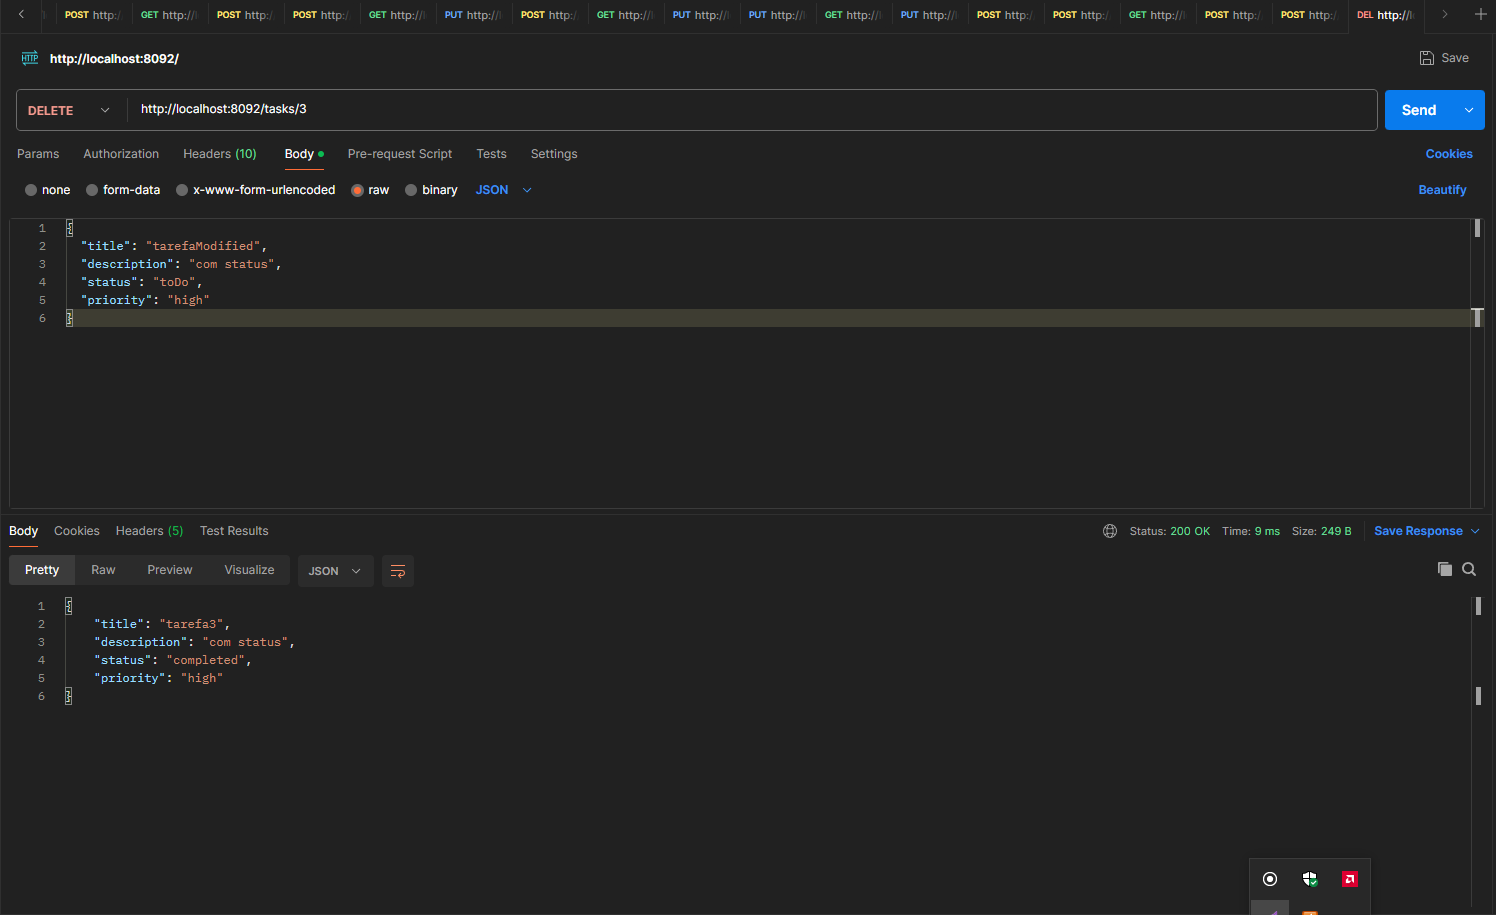 POST http:/ GET http:// POST http:/ POST http:/ GET http:// PUT http:// POST http:/ GET http:// PUT http:// PUT http:// GET http:// PUT http:// POST http:/ POST http:/ GET http:// POST http:/ POST http:/ DEL http://
HTTP http://localhost:8092/ Save
DELETE http://localhost:8092/tasks/3 Send
Params Authorization Headers (10) Body Pre-request Script Tests Settings Cookies
none form-data x-www-form-urlencoded raw binary JSON Beautify
1 {
2 "title": "tarefaModified",
3 "description": "com status",
4 "status": "toDo",
5 "priority": "high"
6 }
Body Cookies Headers (5) Test Results Status: 200 OK Time: 9 ms Size: 249 B Save Response
Pretty Raw Preview Visualize JSON
1 {
2 "title": "tarefa3",
3 "description": "com status",
4 "status": "completed",
5 "priority": "high"
6 }